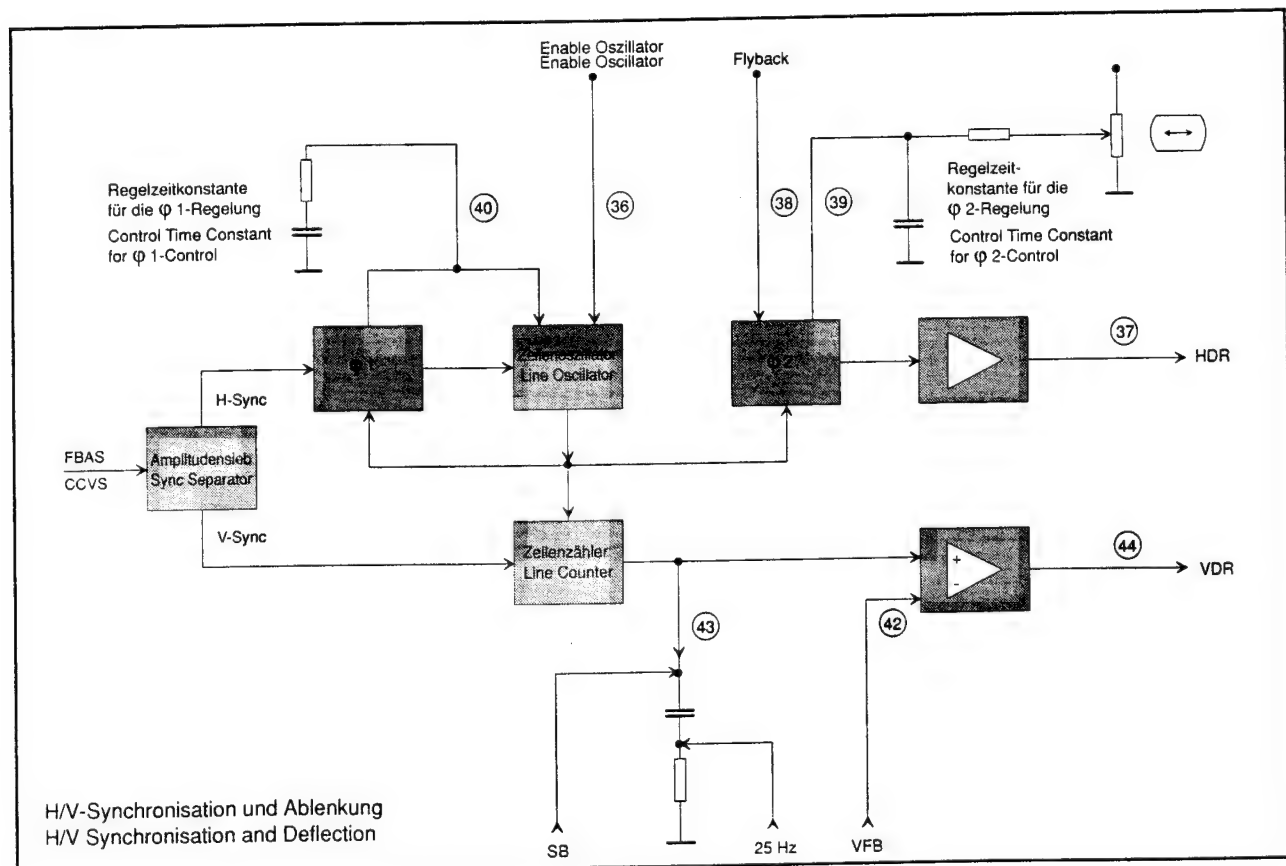 Enable Oszillator
Enable Oscillator
Flyback
Regelzeitkonstante
für die φ 1-Regelung
Control Time Constant
for φ 1-Control
40
36
38
39
Regelzeit-
konstante für die
φ 2-Regelung
Control Time Constant
for φ 2-Control
φ 1
Zeilenoszillator
Line Oscillator
φ 2
37
HDR
H-Sync
FBAS
CCVS
Amplitudensieb
Sync Separator
V-Sync
Zeilenzähler
Line Counter
+
-
44
VDR
43
42
H/V-Synchronisation und Ablenkung
H/V Synchronisation and Deflection
SB
25 Hz
VFB